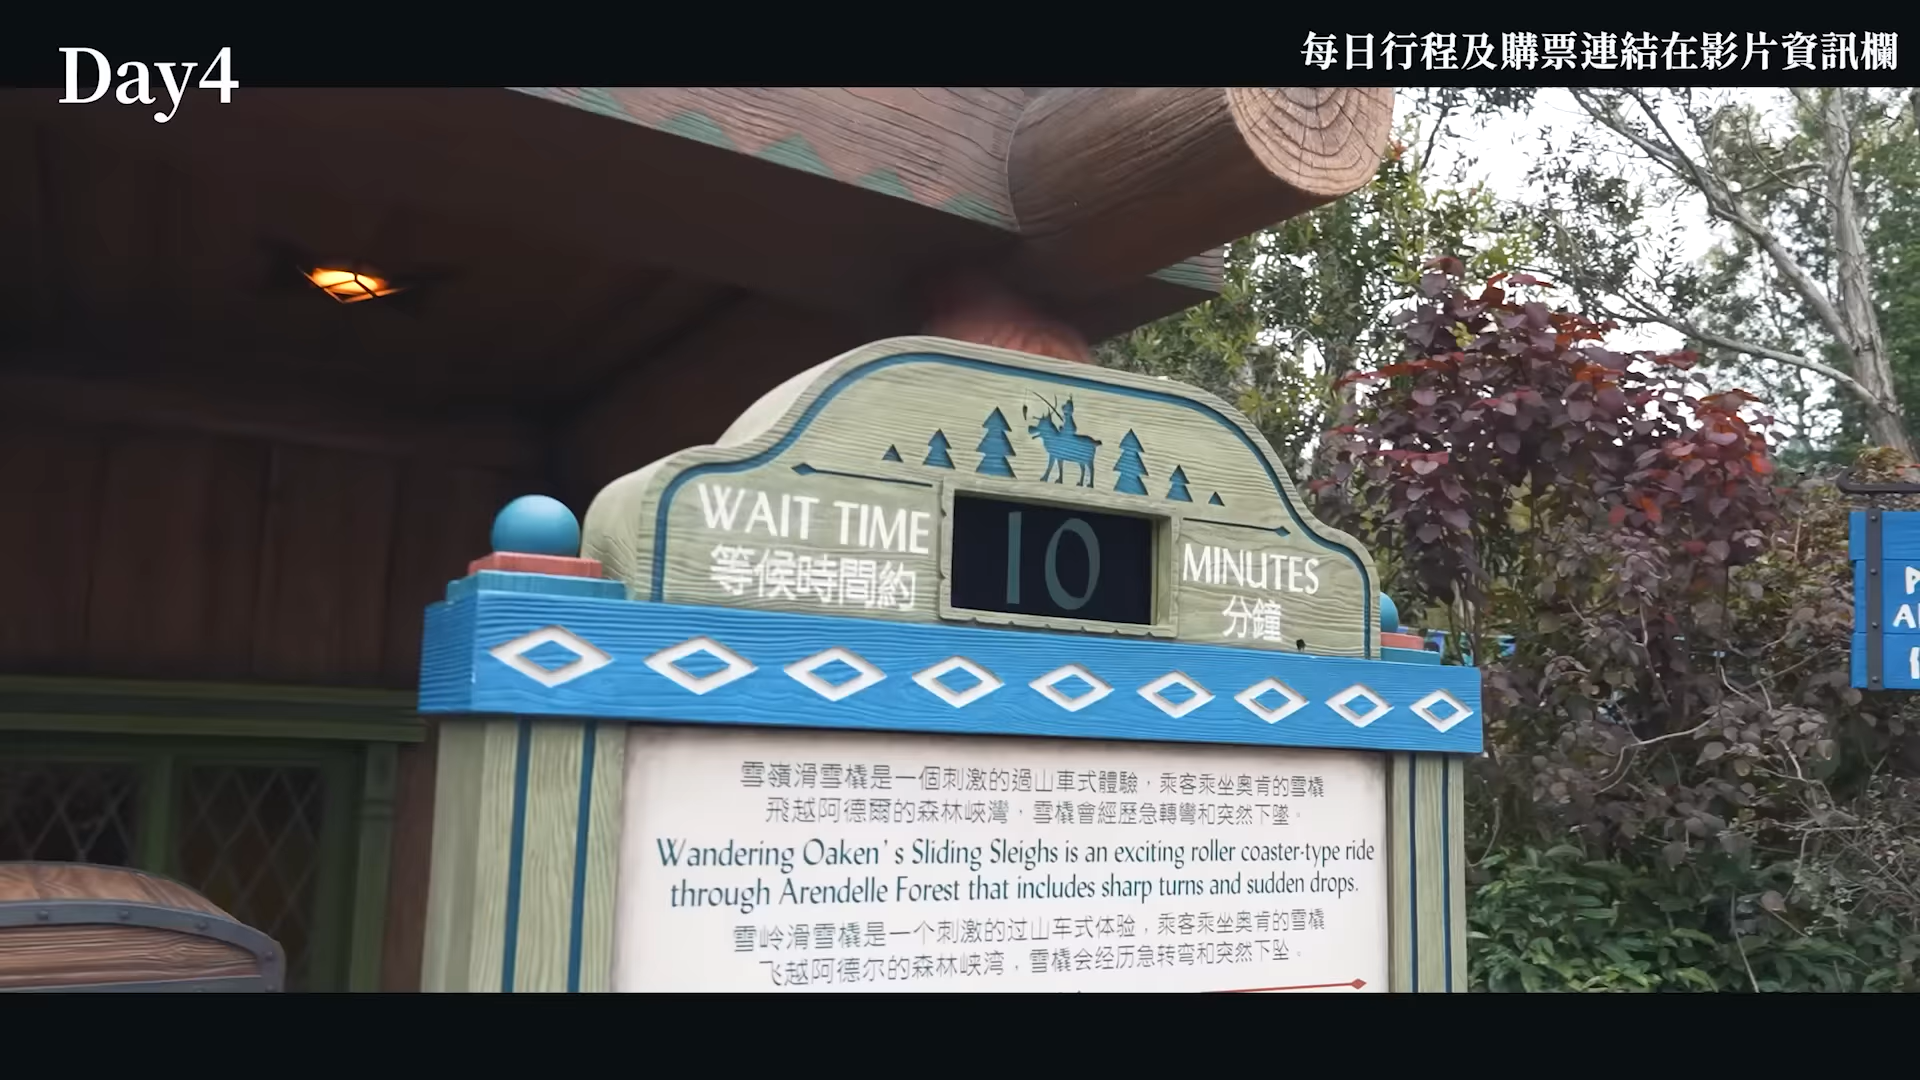 Day4
每日行程及購票連結在影片資訊欄
WAIT TIME
等候時間約
10
MINUTES
分鐘
雪嶺滑雪橇是一個刺激的過山車式體驗，乘客乘坐奧肯的雪橇
飛越阿德爾的森林峽灣，雪橇會經歷急轉彎和突然下墜。
Wandering Oaken's Sliding Sleighs is an exciting roller coaster-type ride
through Arendelle Forest that includes sharp turns and sudden drops.
雪岭滑雪橇是一个刺激的过山车式体验，乘客乘坐奥肯的雪橇
飞越阿德尔的森林峡湾，雪橇会经历急转弯和突然下坠。